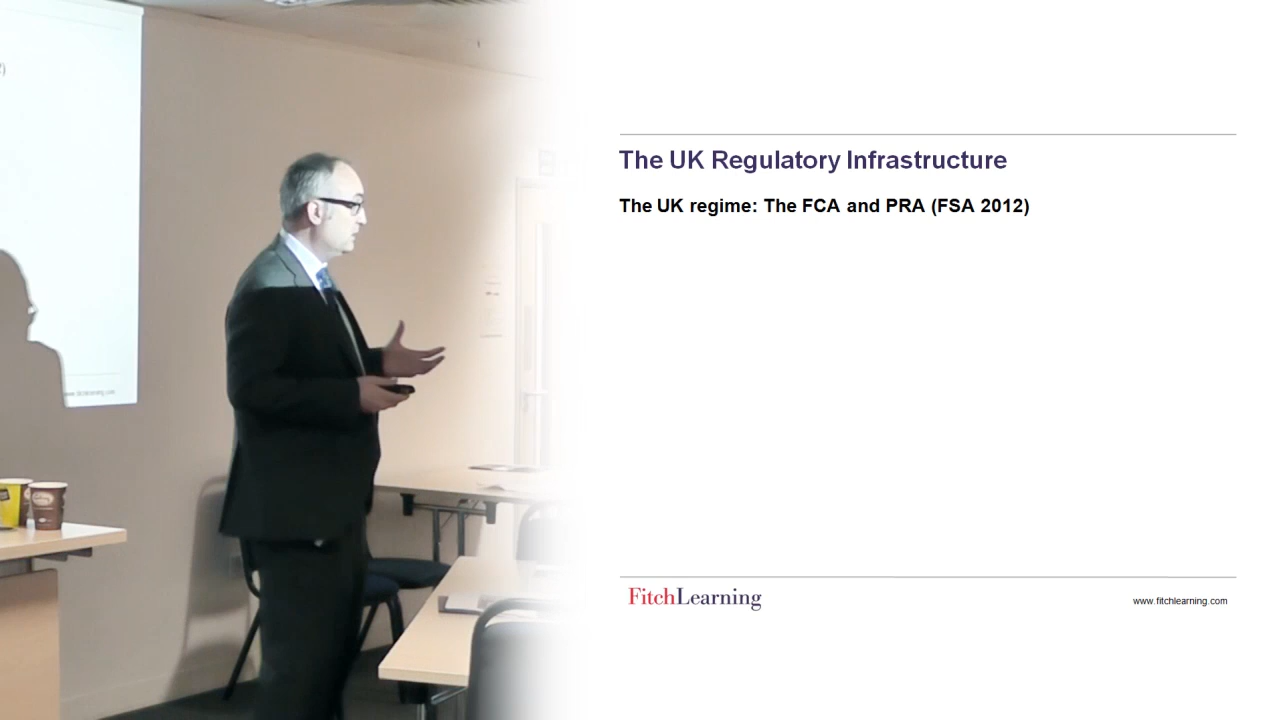 The UK Regulatory Infrastructure
The UK regime: The FCA and PRA (FSA 2012)
FitchLearning
www.fitchlearning.com